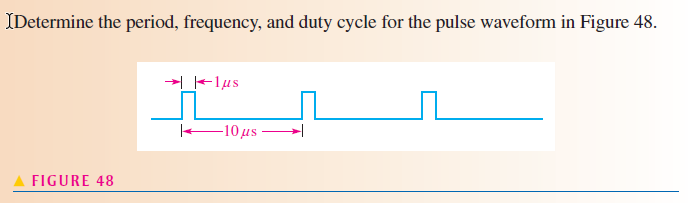 Determine the period, frequency, and duty cycle for the pulse waveform in Figure 48.
1 μs
10 μs
▲ FIGURE 48